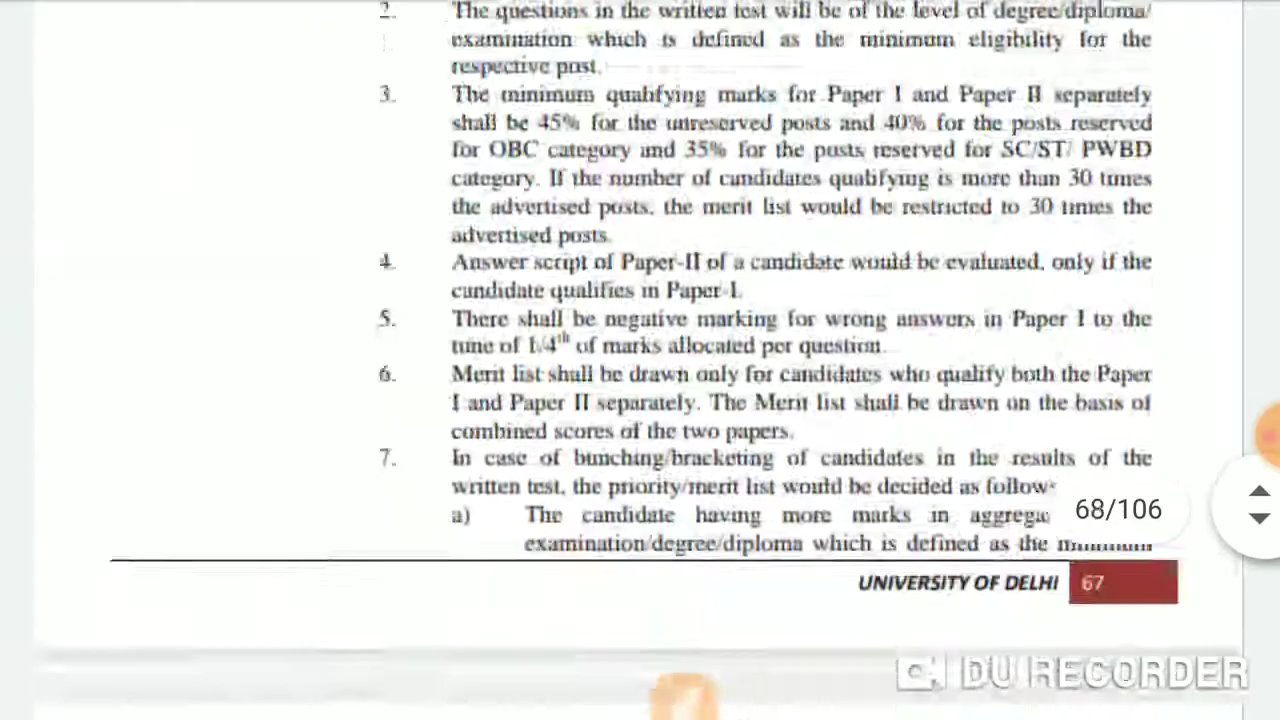 2. The questions in the written test will be of the level of degree/diploma/
examination which is defined as the minimum eligibility for the
respective post.
3. The minimum qualifying marks for Paper I and Paper II separately
shall be 45% for the unreserved posts and 40% for the posts reserved
for OBC category and 35% for the posts reserved for SC/ST/ PWBD
category. If the number of candidates qualifying is more than 30 times
the advertised posts, the merit list would be restricted to 30 times the
advertised posts.
4. Answer script of Paper-II of a candidate would be evaluated, only if the
candidate qualifies in Paper-I.
5. There shall be negative marking for wrong answers in Paper I to the
tune of 1/4th of marks allocated per question.
6. Merit list shall be drawn only for candidates who qualify both the Paper
I and Paper II separately. The Merit list shall be drawn on the basis of
combined scores of the two papers.
7. In case of bunching/bracketing of candidates in the results of the
written test, the priority/merit list would be decided as follow
a) The candidate having more marks in
68/106
examination/degree/diploma which is defined as the minimum
UNIVERSITY OF DELHI 67
DU RECORDER